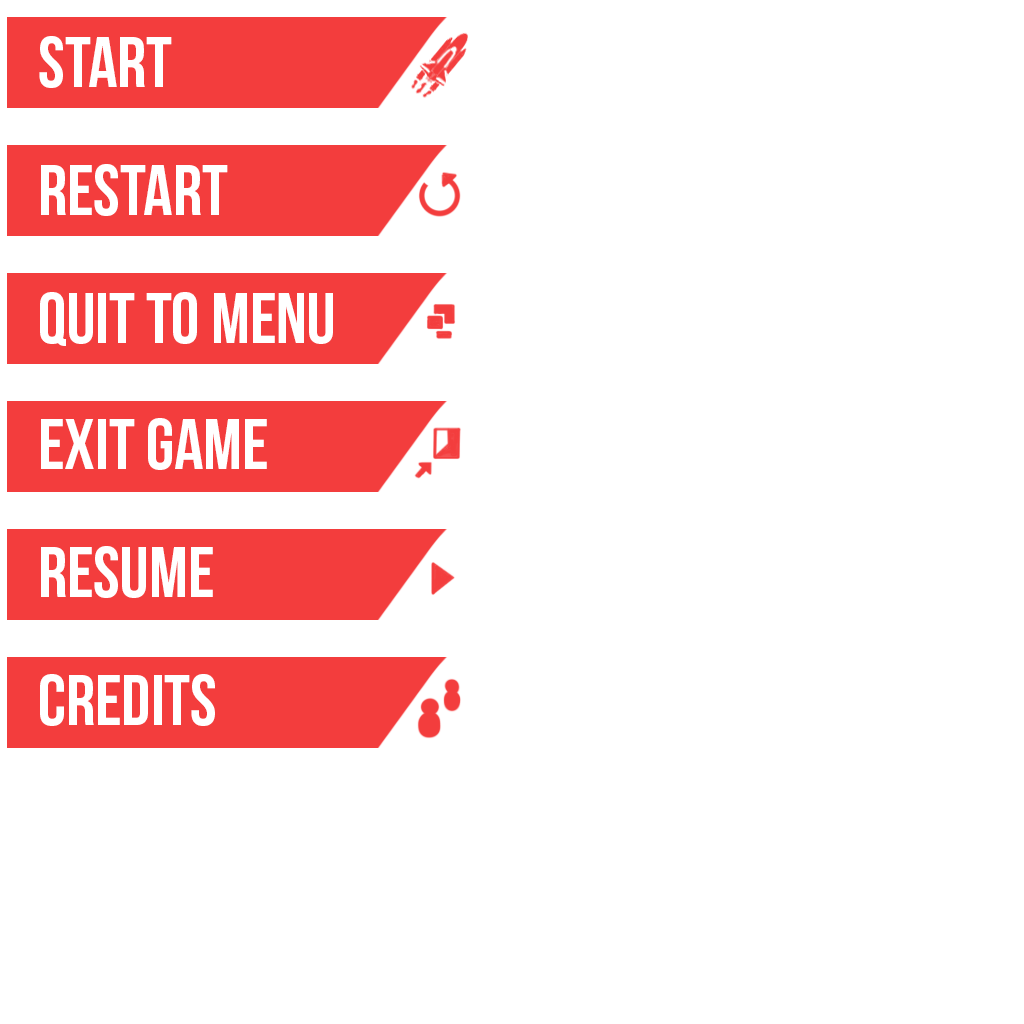 START
RESTART
QUIT TO MENU
EXIT GAME
RESUME
CREDITS